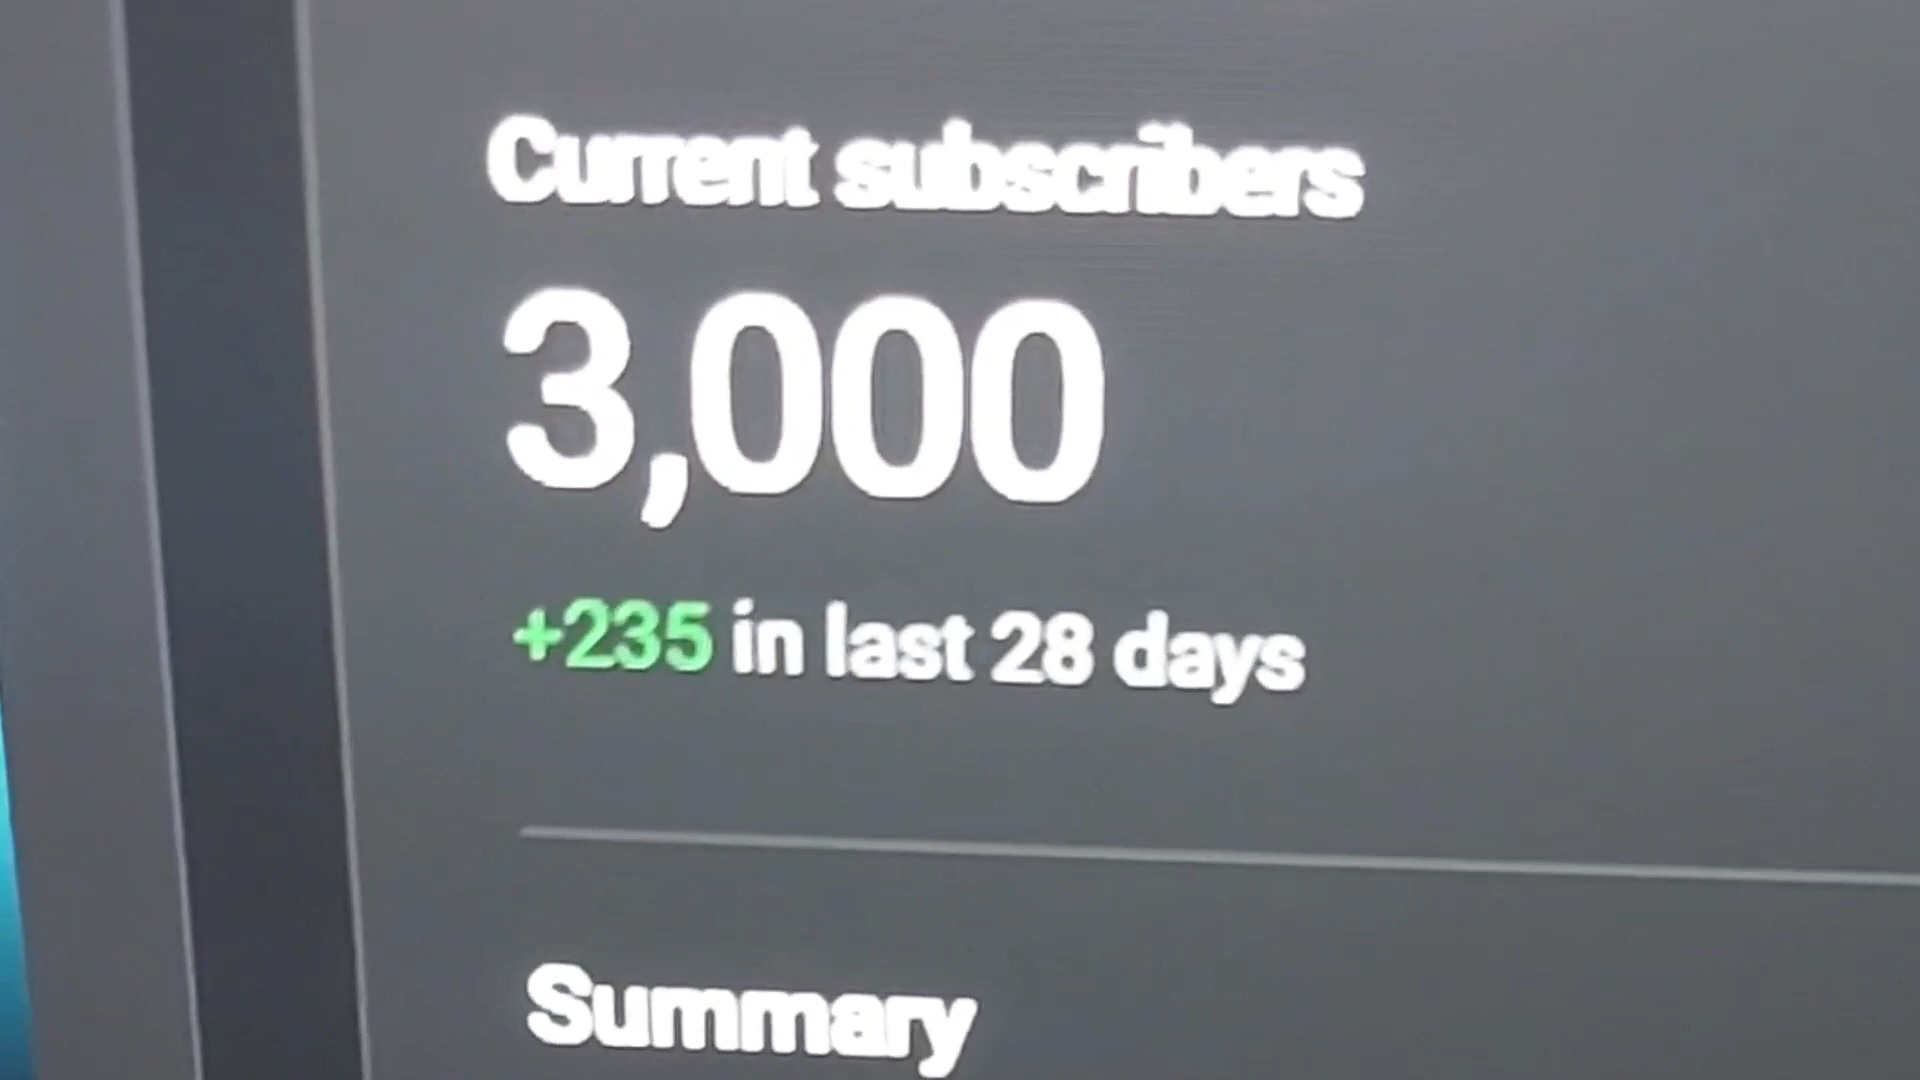 Current subscribers
3,000
+235 in last 28 days
Summary